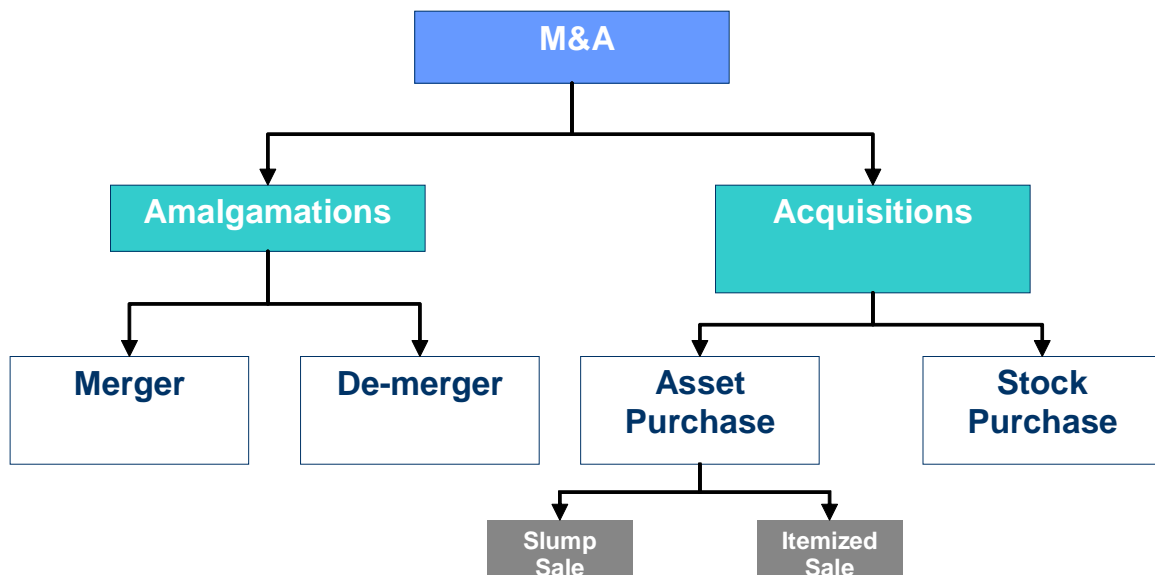 M&A
Amalgamations
Acquisitions
Merger
De-merger
Asset
Purchase
Stock
Purchase
Slump
Sale
Itemized
Sale